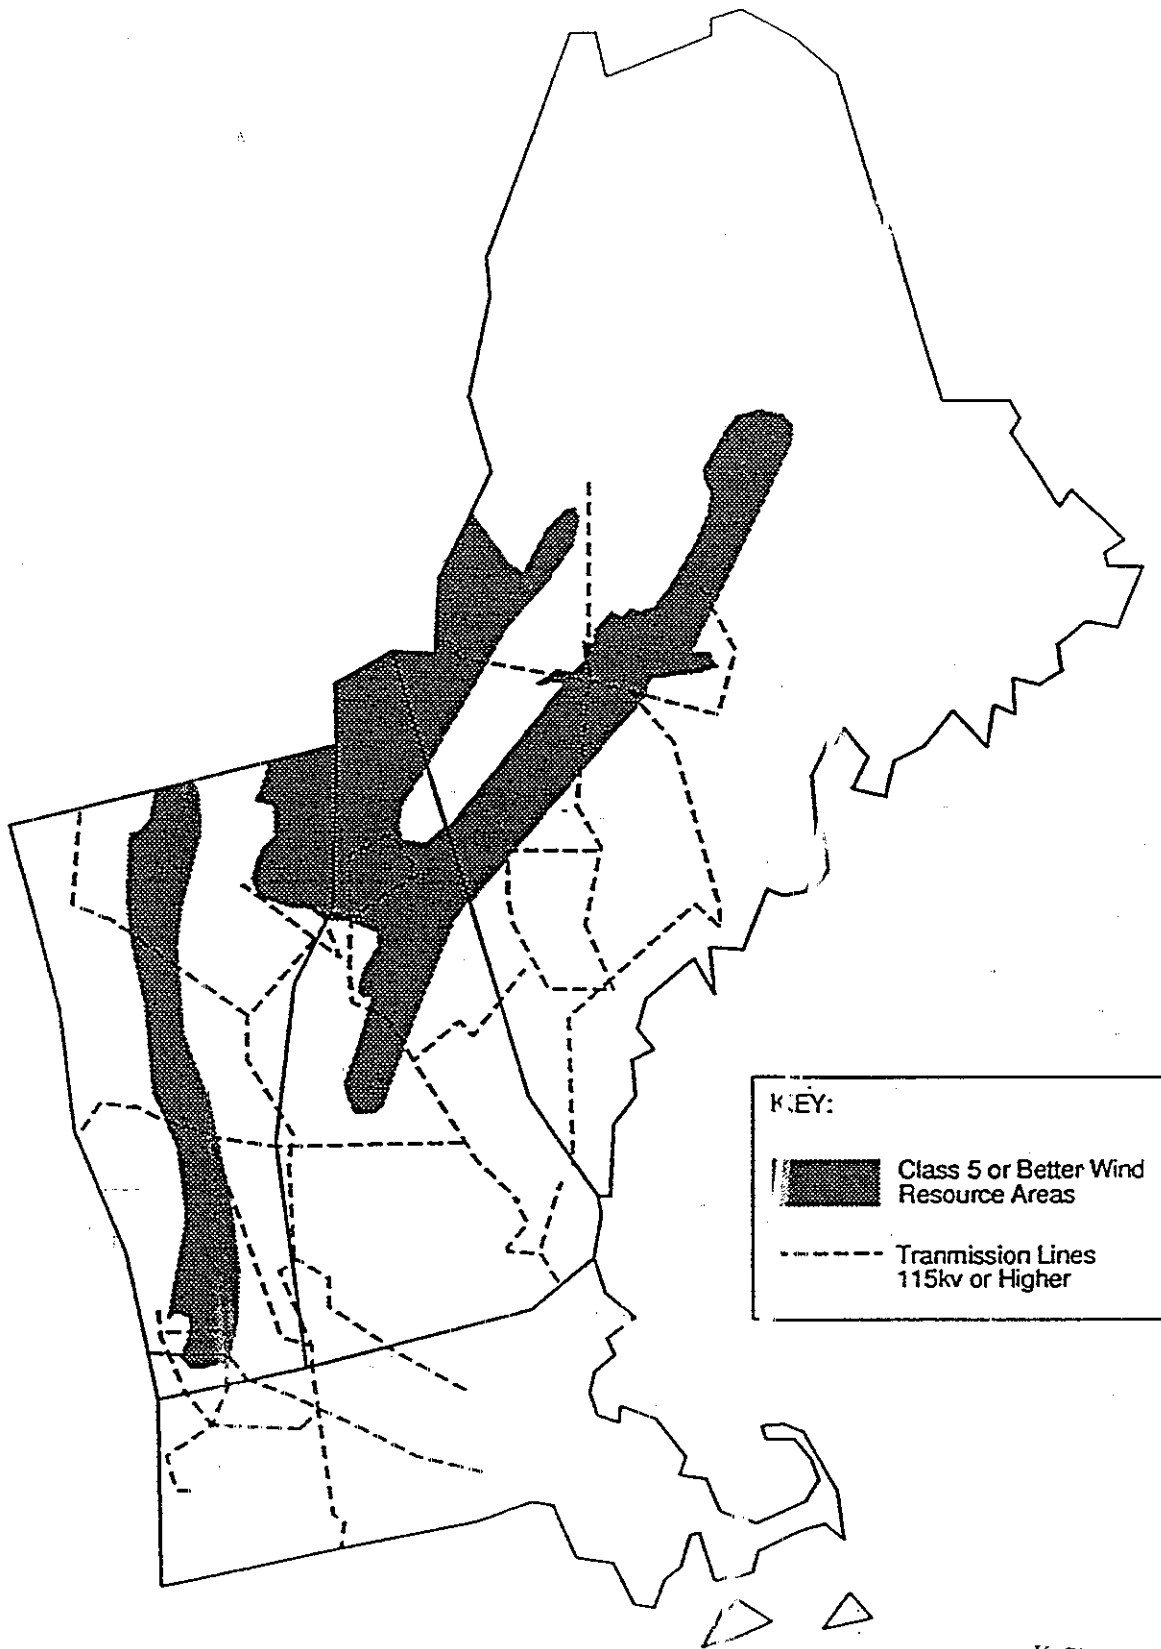 KEY:
Class 5 or Better Wind
Resource Areas
Tranmission Lines
115kv or Higher